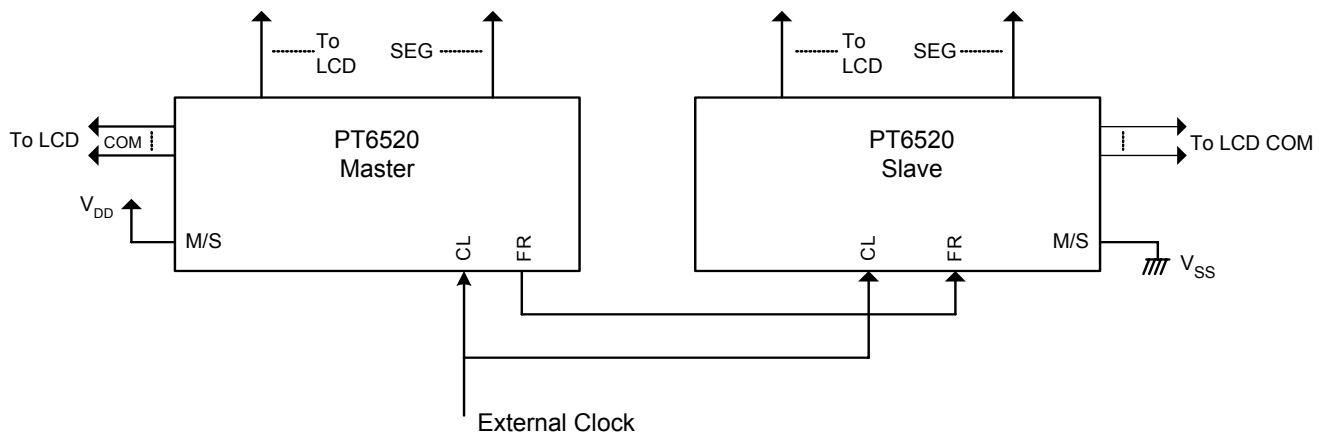 To
LCD
SEG
To
LCD
SEG
To LCD
COM
PT6520
Master
PT6520
Slave
To LCD COM
VDD
M/S
CL
FR
CL
FR
M/S
VSS
External Clock